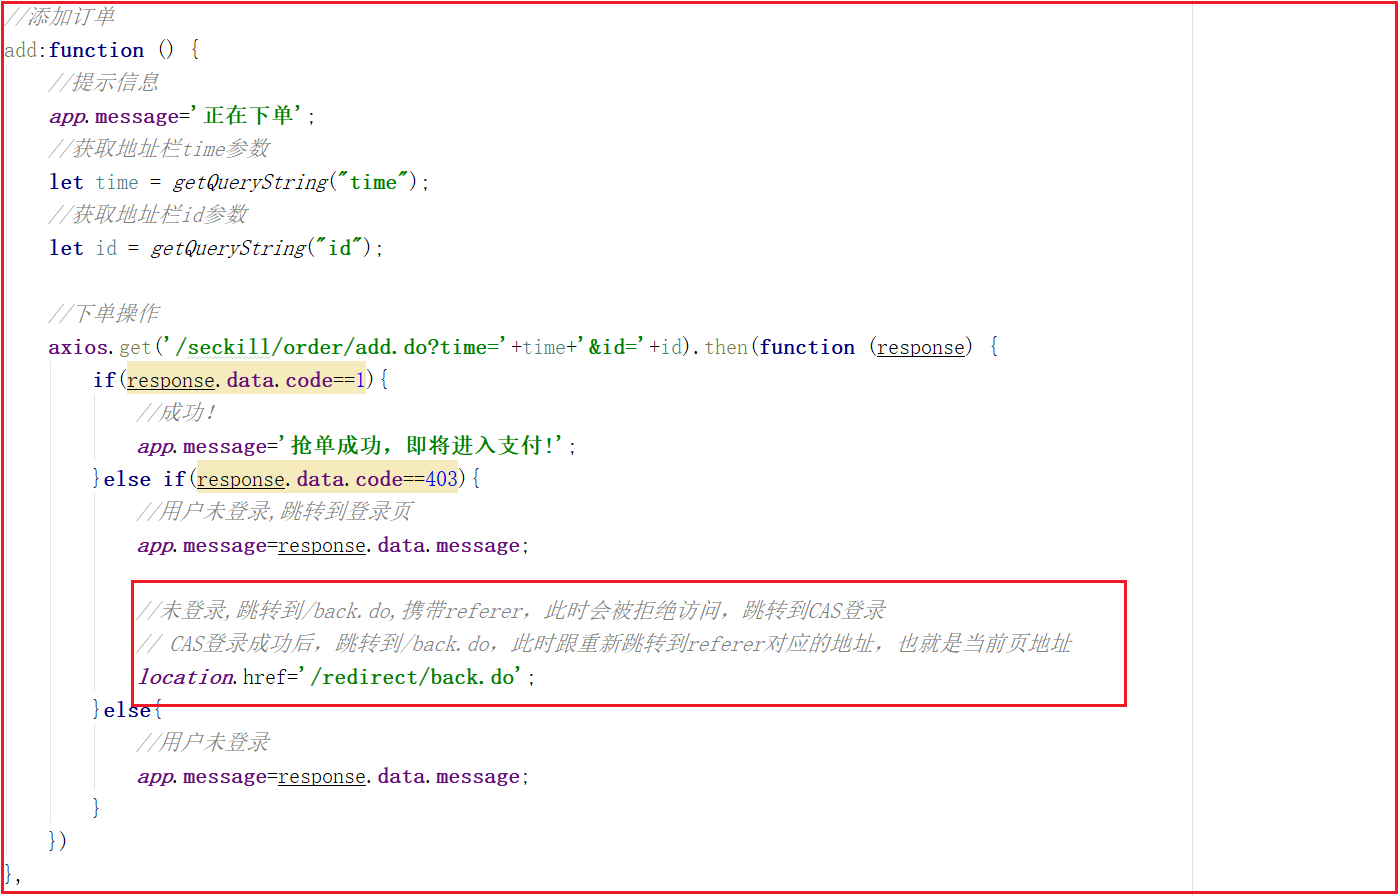 //添加订单
add:function () {
//提示信息
app.message='正在下单';
//获取地址栏time参数
let time = getQueryString("time");
//获取地址栏id参数
let id = getQueryString("id");
//下单操作
axios.get('/seckill/order/add.do?time='+time+'&id='+id).then(function (response) {
if(response.data.code==1){
//成功！
app.message='抢单成功，即将进入支付!';
}else if(response.data.code==403){
//用户未登录,跳转到登录页
app.message=response.data.message;
//未登录,跳转到/back.do,携带referer，此时会被拒绝访问，跳转到CAS登录
// CAS登录成功后，跳转到/back.do，此时跟重新跳转到referer对应的地址，也就是当前页地址
location.href='/redirect/back.do';
}else{
//用户未登录
app.message=response.data.message;
}
})
},